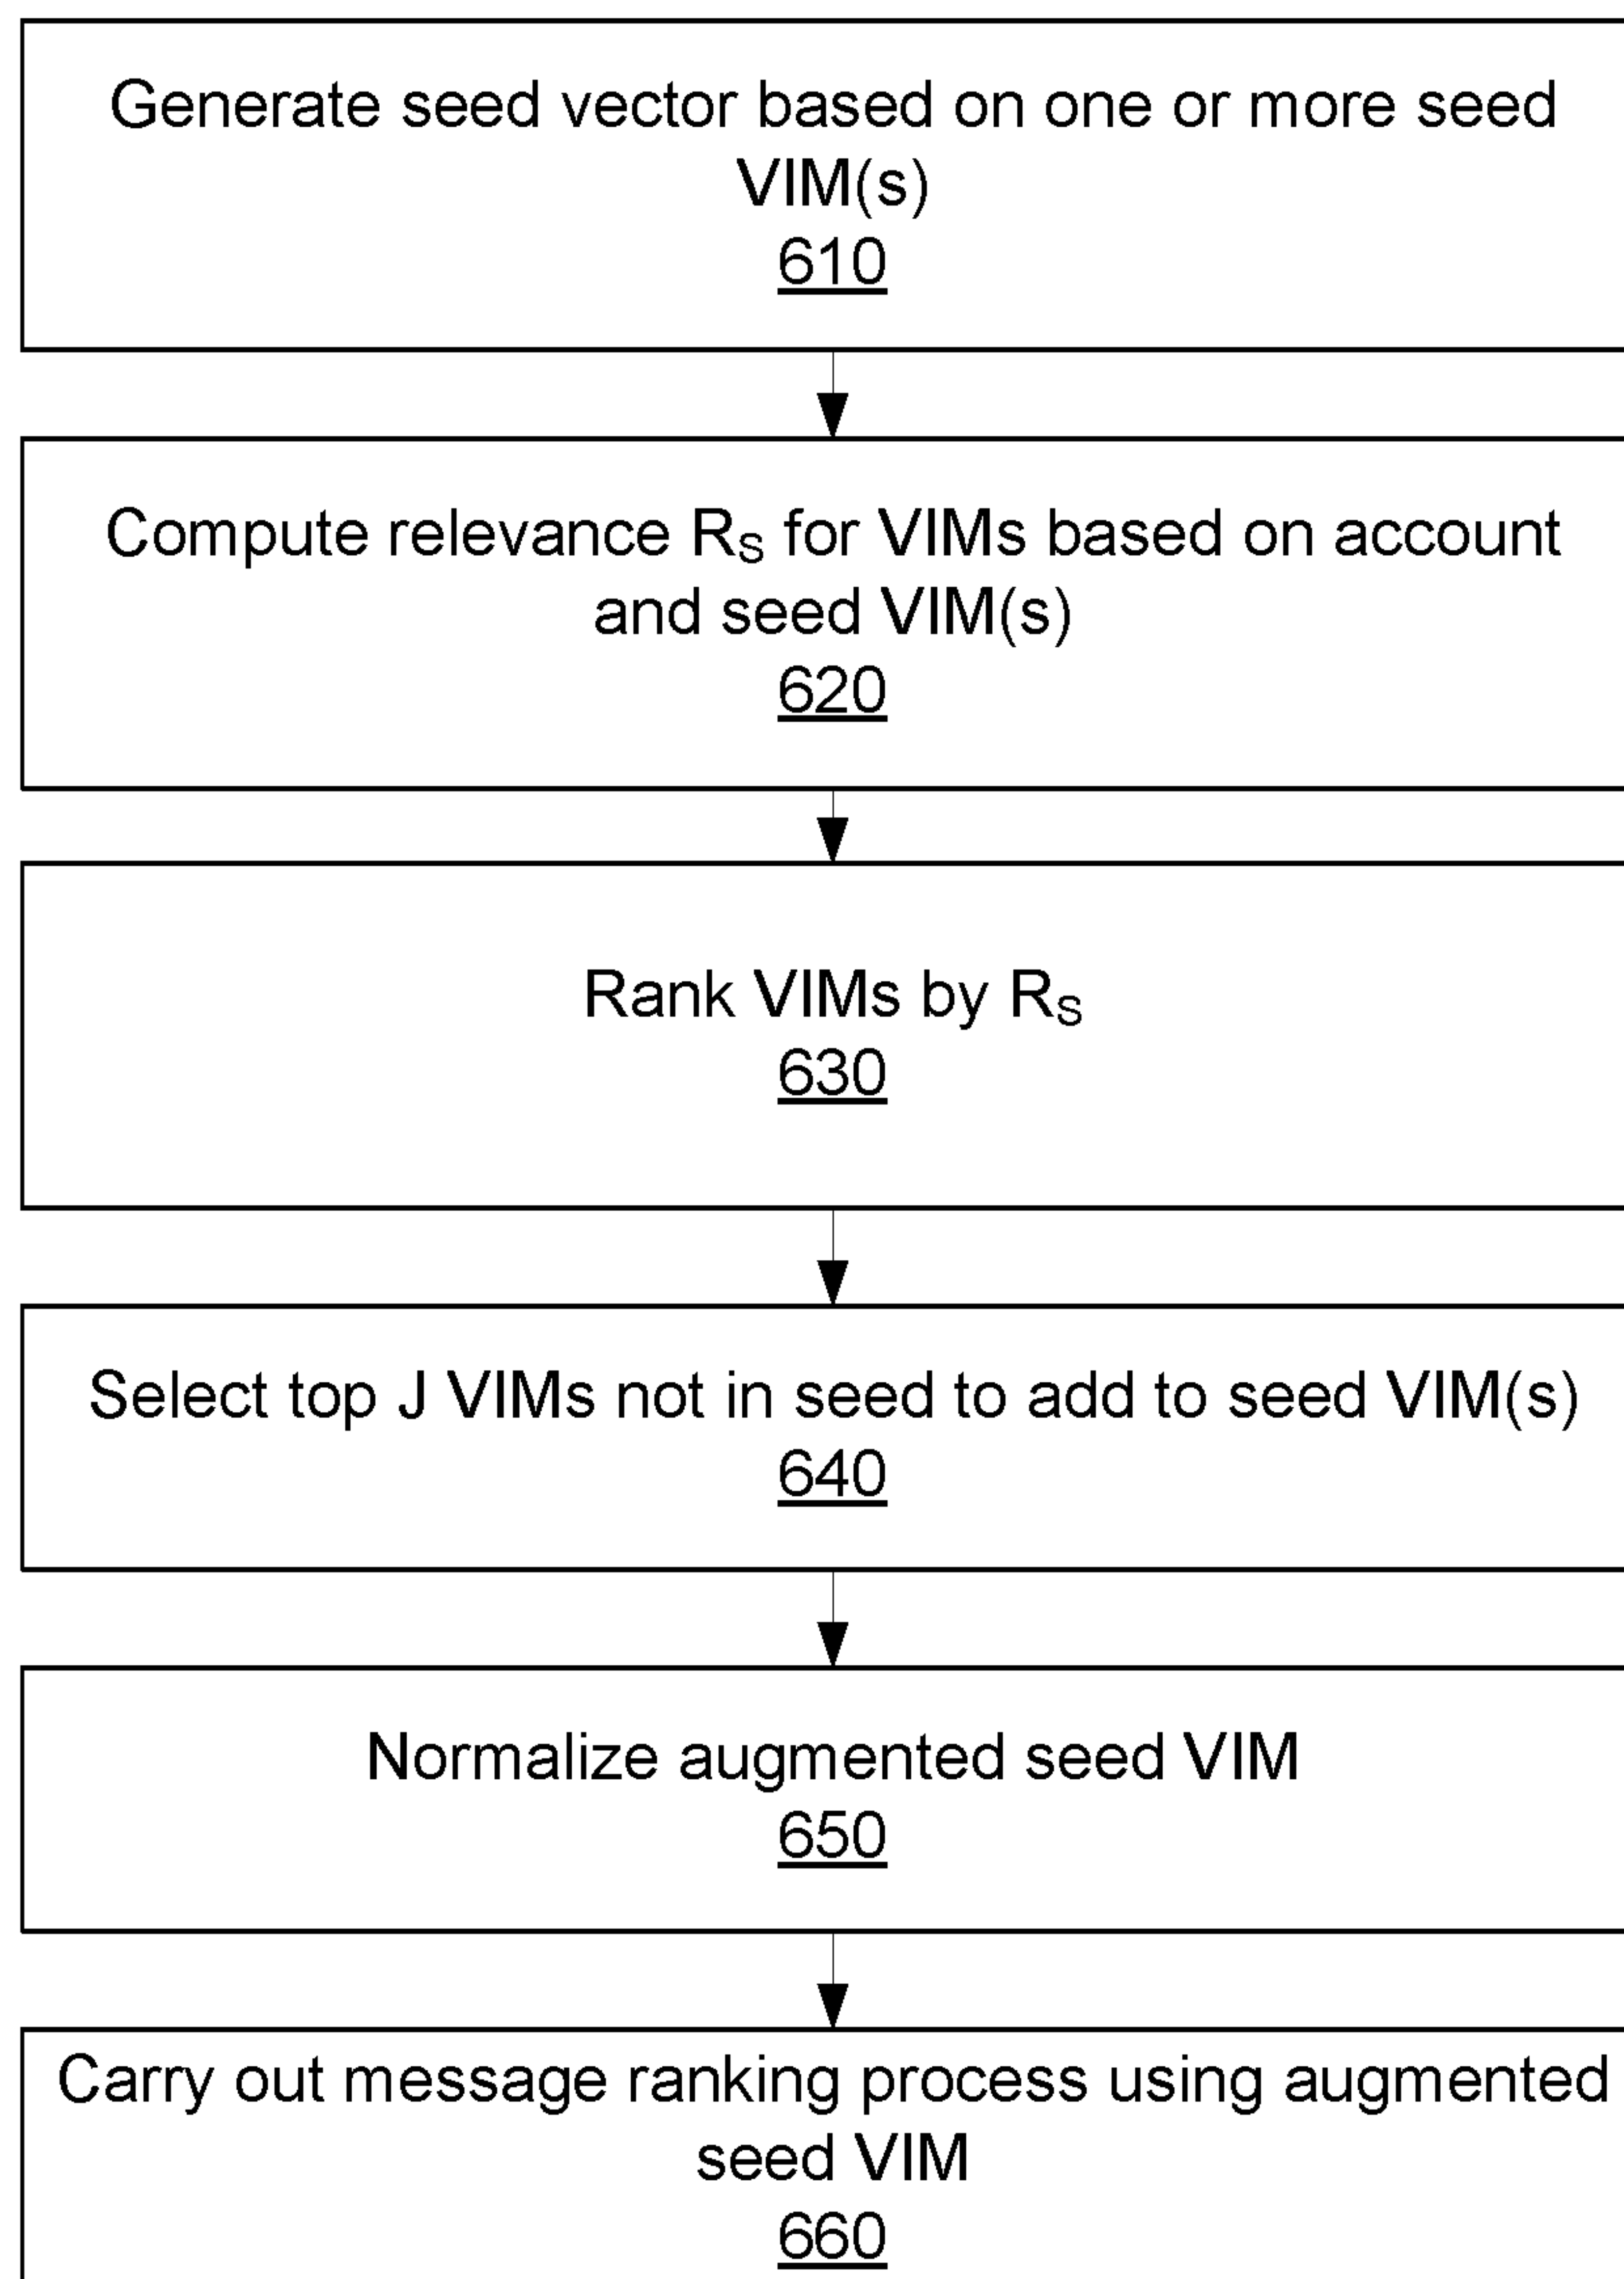 Generate seed vector based on one or more seed
VIM(s)
610
Compute relevance RS for VIMs based on account
and seed VIM(s)
620
Rank VIMs by RS
630
Select top J VIMs not in seed to add to seed VIM(s)
640
Normalize augmented seed VIM
650
Carry out message ranking process using augmented
seed VIM
660